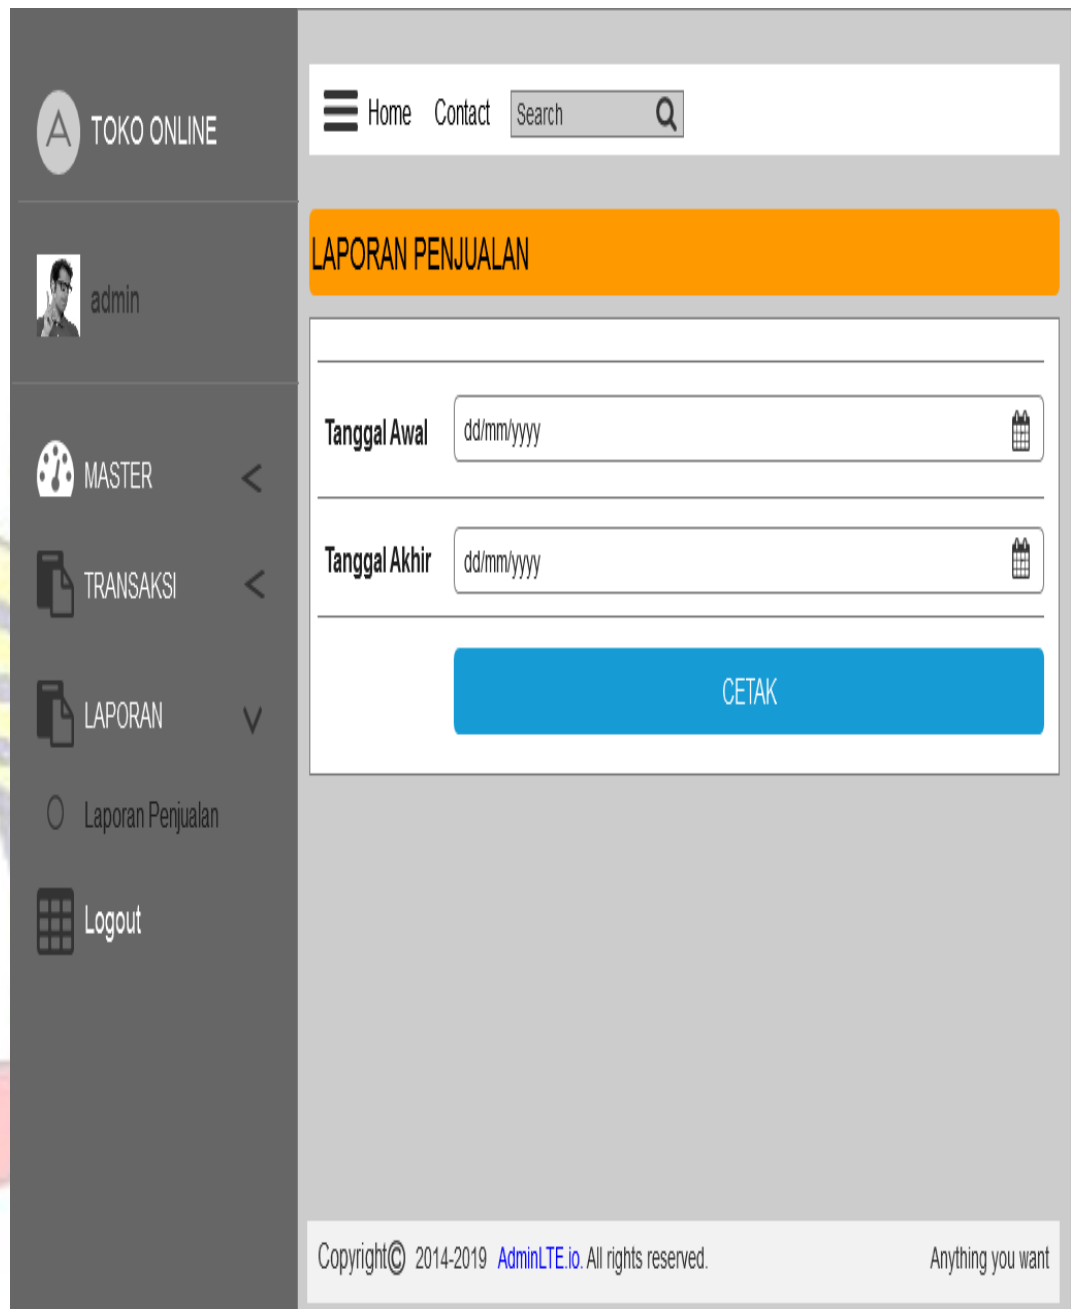 A TOKO ONLINE
admin
MASTER
TRANSAKSI
LAPORAN
Laporan Penjualan
Logout
Home Contact Search
LAPORAN PENJUALAN
Tanggal Awal dd/mm/yyyy
Tanggal Akhir dd/mm/yyyy
CETAK
Copyright© 2014-2019 AdminLTE.io. All rights reserved. Anything you want